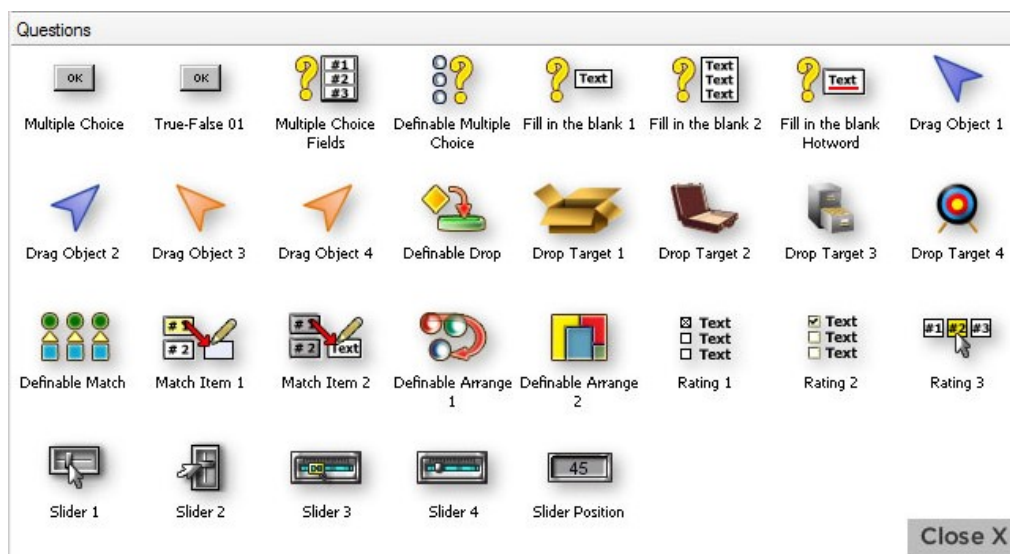 Questions
OK
OK
#1
#2
#3
Text
Text
Text
Text
Text
Multiple Choice
True-False 01
Multiple Choice
Fields
Definable Multiple
Choice
Fill in the blank 1
Fill in the blank 2
Fill in the blank
Hotword
Drag Object 1
Drag Object 2
Drag Object 3
Drag Object 4
Definable Drop
Drop Target 1
Drop Target 2
Drop Target 3
Drop Target 4
# 1
# 2
# 1
# 2
Text
Text
Text
Text
Text
Text
Text
#1 #2 #3
Definable Match
Match Item 1
Match Item 2
Definable Arrange
1
Definable Arrange
2
Rating 1
Rating 2
Rating 3
45
Slider 1
Slider 2
Slider 3
Slider 4
Slider Position
Close X